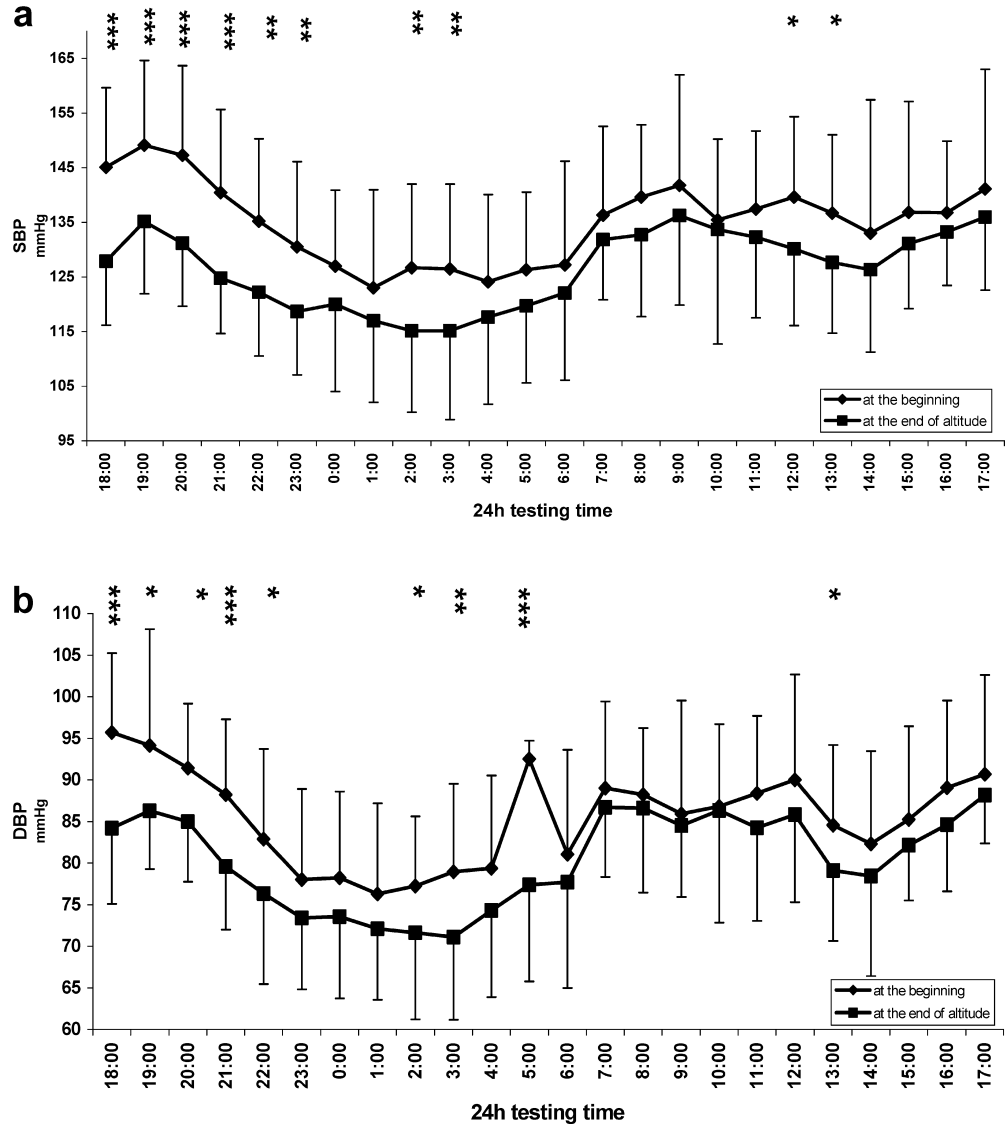 a
*** *** *** *** ** ** ** ** * *
165
155
145
135
125
115
105
95
SBP
mmHg
at the beginning
at the end of altitude
18:00 19:00 20:00 21:00 22:00 23:00 0:00 1:00 2:00 3:00 4:00 5:00 6:00 7:00 8:00 9:00 10:00 11:00 12:00 13:00 14:00 15:00 16:00 17:00
24h testing time
b
*** * * *** * * ** *** *
110
105
100
95
90
85
80
75
70
65
60
DBP
mmHg
at the beginning
at the end of altitude
18:00 19:00 20:00 21:00 22:00 23:00 0:00 1:00 2:00 3:00 4:00 5:00 6:00 7:00 8:00 9:00 10:00 11:00 12:00 13:00 14:00 15:00 16:00 17:00
24h testing time